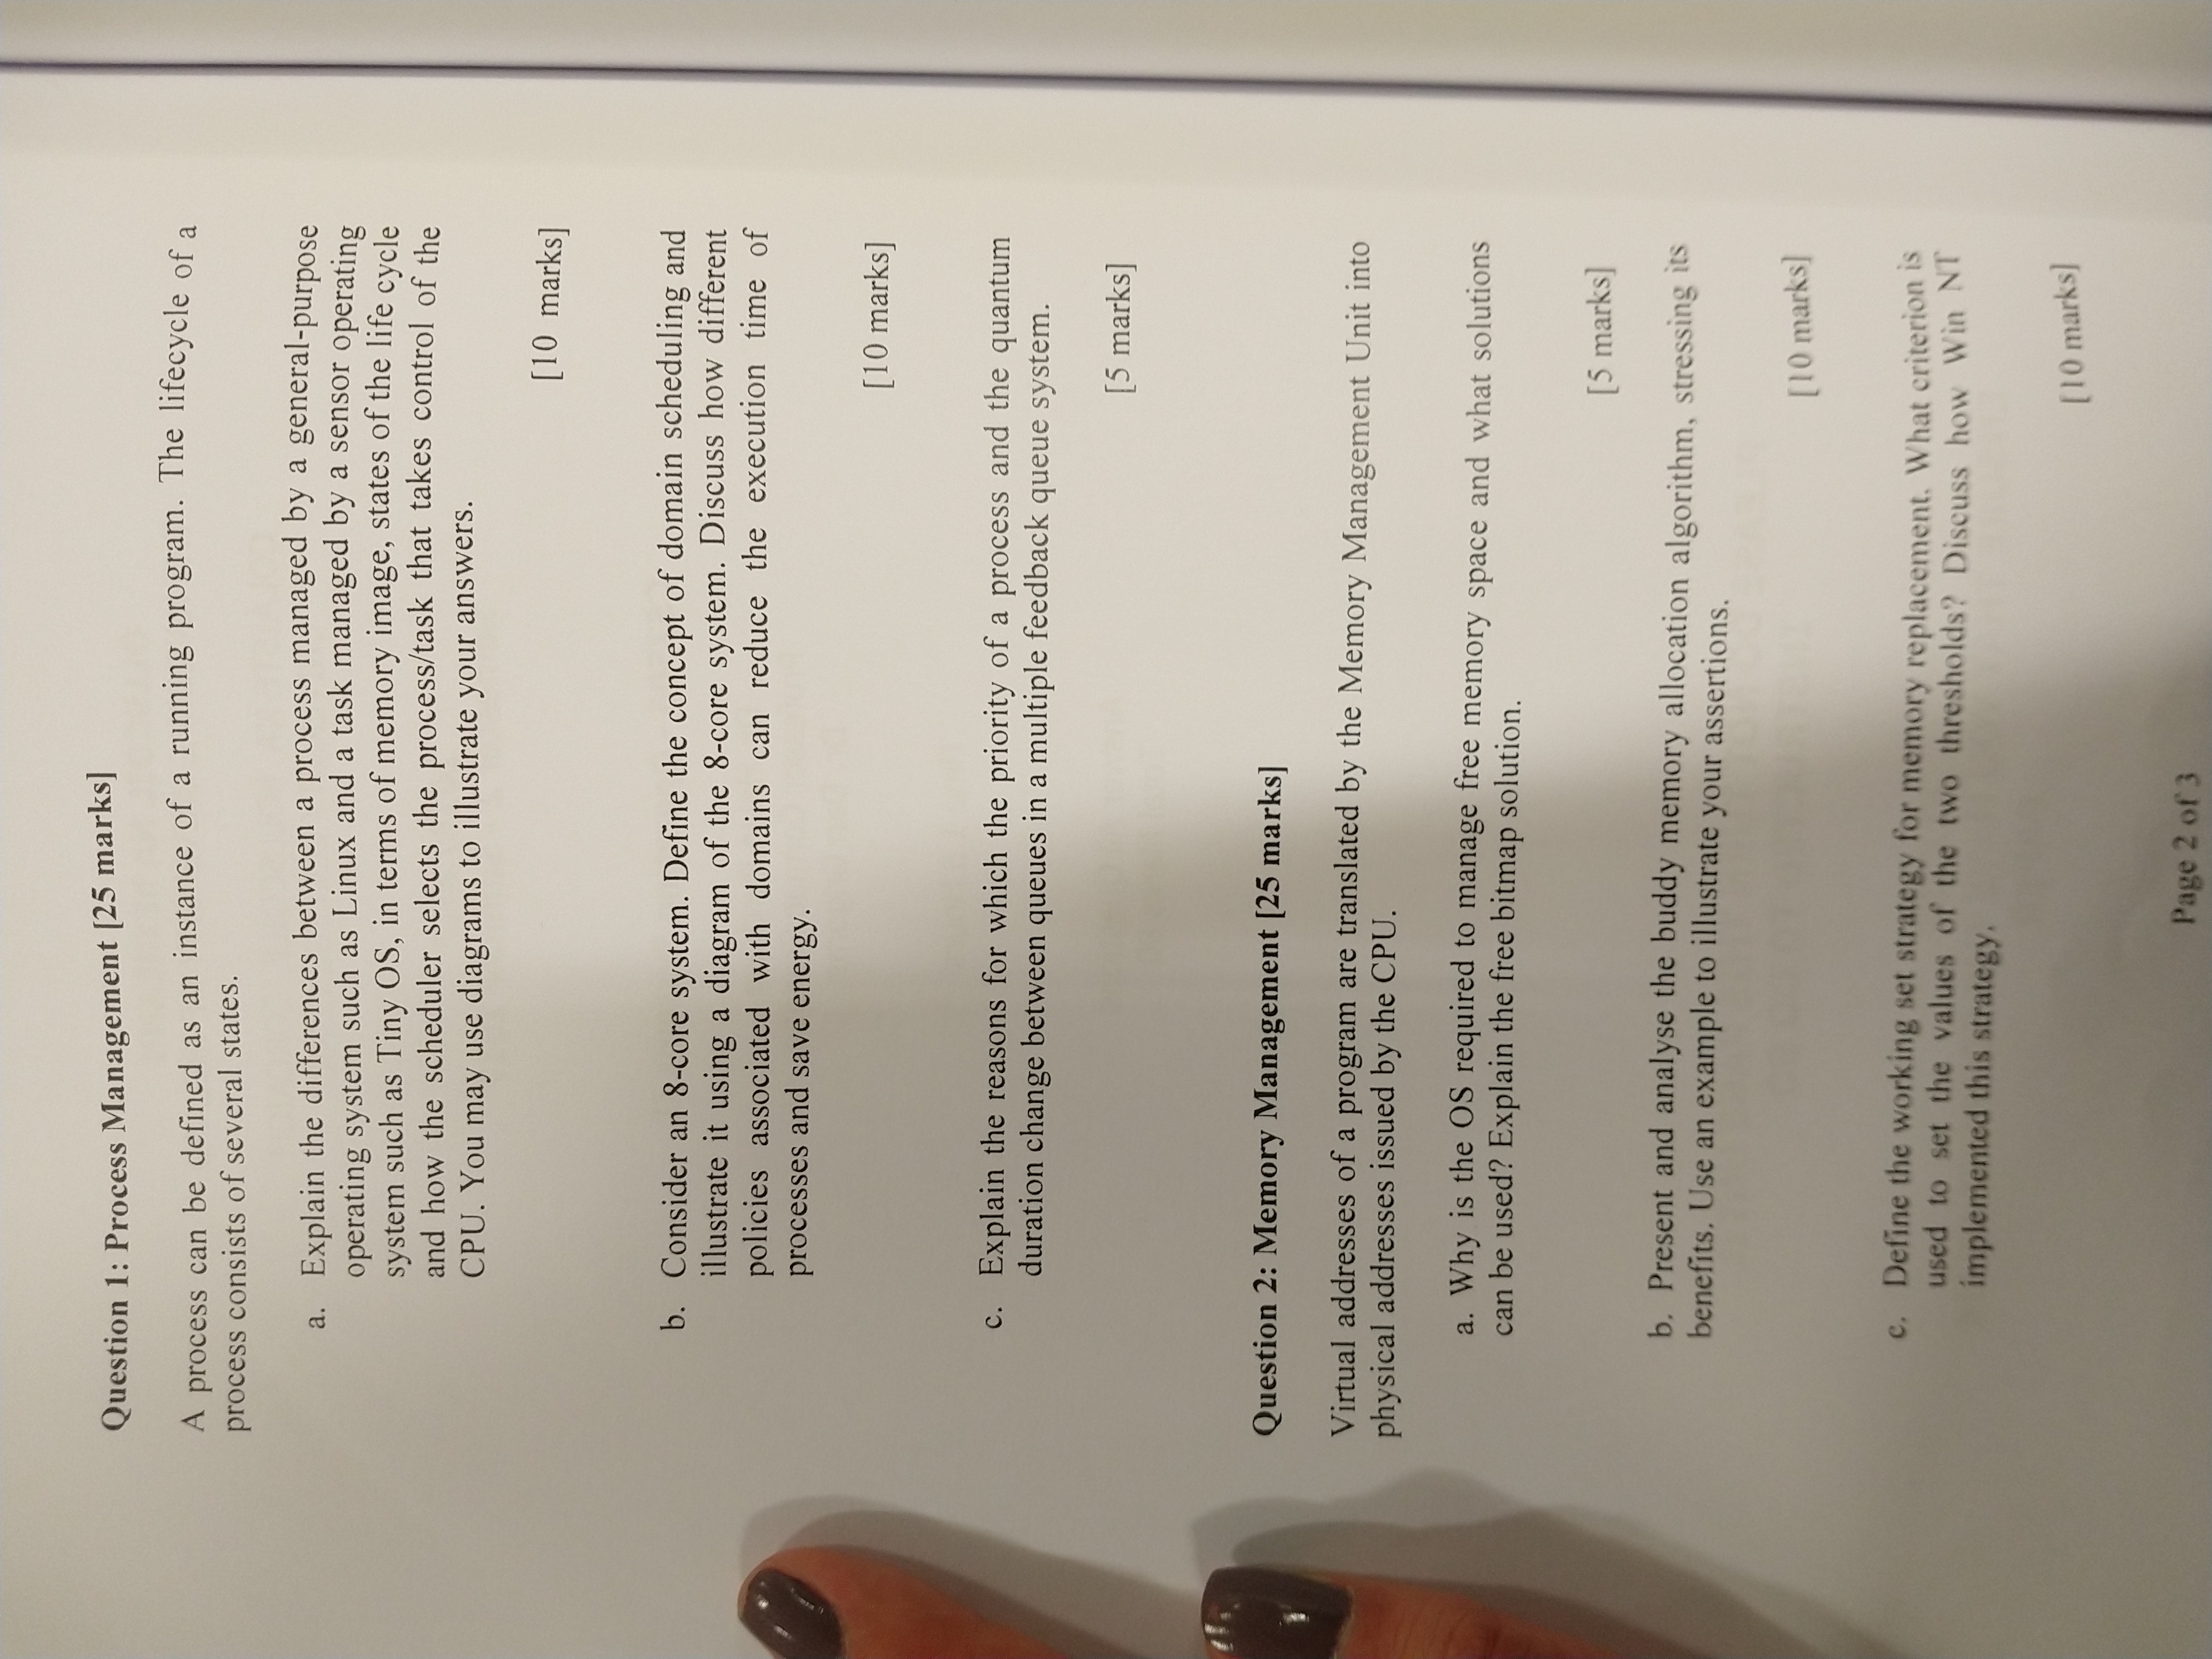 Question 1: Process Management [25 marks]
A process can be defined as an instance of a running program. The lifecycle of a
process consists of several states.
a. Explain the differences between a process managed by a general-purpose
operating system such as Linux and a task managed by a sensor operating
system such as Tiny OS, in terms of memory image, states of the life cycle
and how the scheduler selects the process/task that takes control of the
CPU. You may use diagrams to illustrate your answers.
[10 marks]
b. Consider an 8-core system. Define the concept of domain scheduling and
illustrate it using a diagram of the 8-core system. Discuss how different
policies associated with domains can reduce the execution time of
processes and save energy.
[10 marks]
c. Explain the reasons for which the priority of a process and the quantum
duration change between queues in a multiple feedback queue system.
[5 marks]
Question 2: Memory Management [25 marks]
Virtual addresses of a program are translated by the Memory Management Unit into
physical addresses issued by the CPU.
a. Why is the OS required to manage free memory space and what solutions
can be used? Explain the free bitmap solution.
[5 marks]
b. Present and analyse the buddy memory allocation algorithm, stressing its
benefits. Use an example to illustrate your assertions.
[10 marks]
c. Define the working set strategy for memory replacement. What criterion is
used to set the values of the two thresholds? Discuss how Win NT
implemented this strategy.
[10 marks]
Page 2 of 3